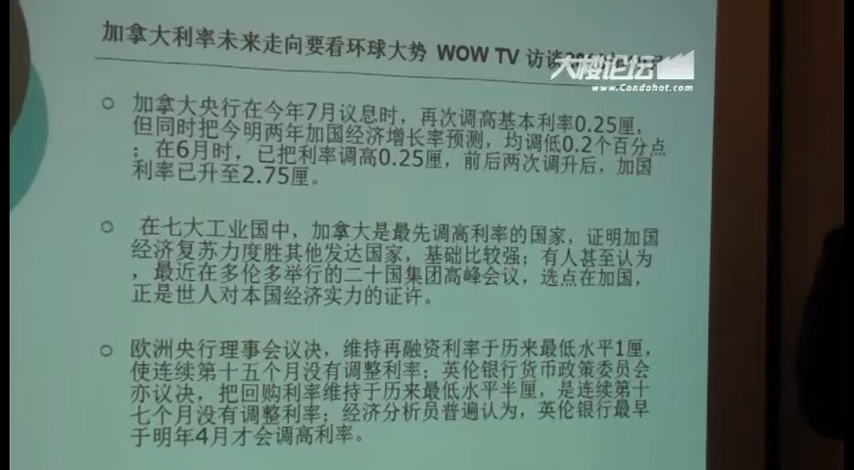 加拿大利率未来走向要看环球大势 WOW TV 访谈
大楼论坛
www.Condohot.com
○ 加拿大央行在今年7月议息时，再次调高基本利率0.25厘，
但同时把今明两年加国经济增长率预测，均调低0.2个百分点
；在6月时，已把利率调高0.25厘，前后两次调升后，加国
利率已升至2.75厘。
○ 在七大工业国中，加拿大是最先调高利率的国家，证明加国
经济复苏力度胜其他发达国家，基础比较强；有人甚至认为
，最近在多伦多举行的二十国集团高峰会议，选点在加国，
正是世人对本国经济实力的证许。
○ 欧洲央行理事会议决，维持再融资利率于历来最低水平1厘，
使连续第十五个月没有调整利率；英伦银行货币政策委员会
亦议决，把回购利率维持于历来最低水平半厘，是连续第十
七个月没有调整利率；经济分析员普遍认为，英伦银行最早
于明年4月才会调高利率。